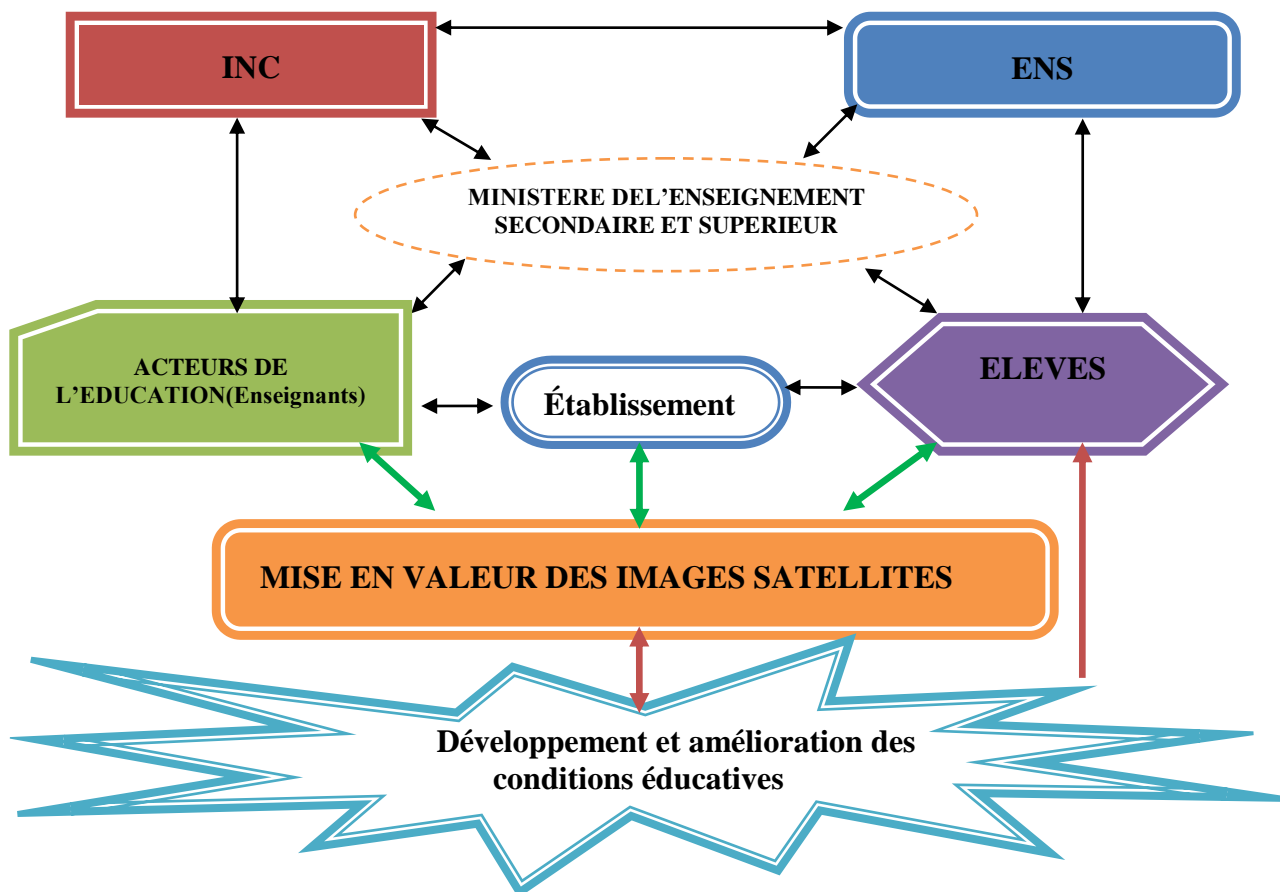 INC
ENS
MINISTERE DEL’ENSEIGNEMENT
SECONDAIRE ET SUPERIEUR
ACTEURS DE
L’EDUCATION(Enseignants)
Établissement
ELEVES
MISE EN VALEUR DES IMAGES SATELLITES
Développement et amélioration des
conditions éducatives